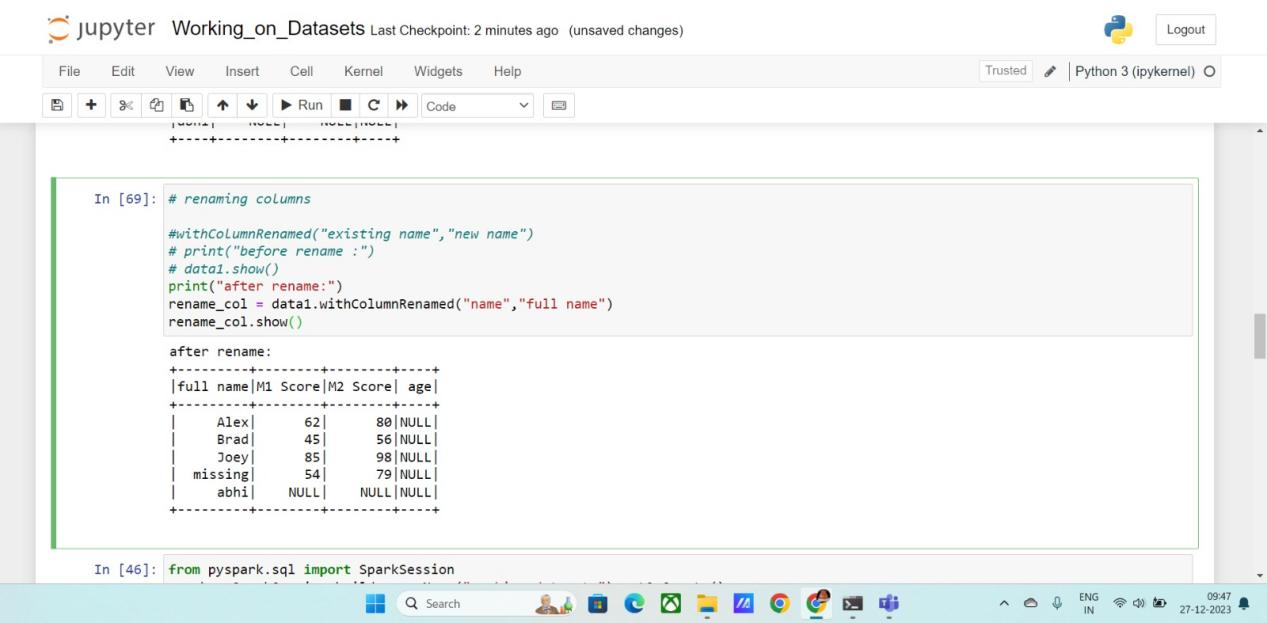 jupyter Working_on_Datasets Last Checkpoint: 2 minutes ago (unsaved changes)
Logout
File Edit View Insert Cell Kernel Widgets Help
Trusted Python 3 (ipykernel)
Run Code
+----+--------+--------+----+
In [69]: # renaming columns
#withColumnRenamed("existing name","new name")
# print("before rename :")
# data1.show()
print("after rename:")
rename_col = data1.withColumnRenamed("name","full name")
rename_col.show()
after rename:
+---------+--------+--------+----+
|full name|M1 Score|M2 Score| age|
+---------+--------+--------+----+
|     Alex|      62|      80|NULL|
|     Brad|      45|      56|NULL|
|     Joey|      85|      98|NULL|
|  missing|      54|      79|NULL|
|     abhi|    NULL|    NULL|NULL|
+---------+--------+--------+----+
In [46]: from pyspark.sql import SparkSession
Search
ENG
IN
09:47
27-12-2023